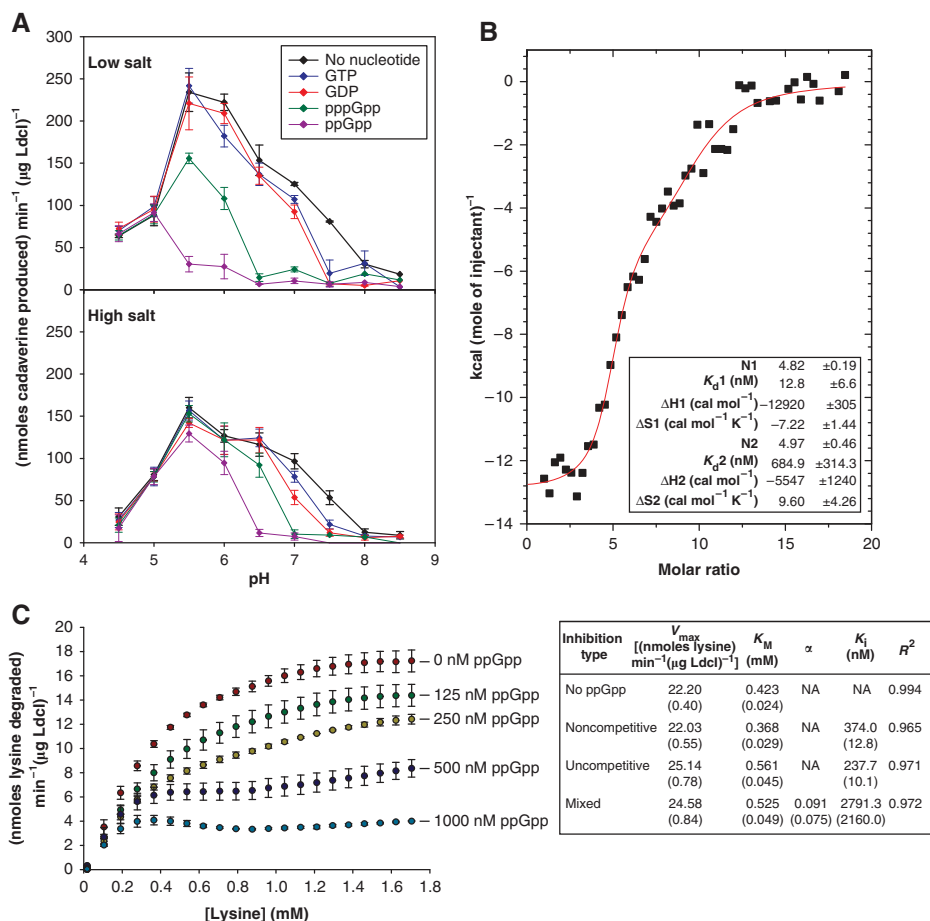 A
(nmoles cadaverine produced) min⁻¹ (µg LdcI)⁻¹
Low salt
No nucleotide
GTP
GDP
pppGpp
ppGpp
300
250
200
150
100
50
0
High salt
200
150
100
50
0
4 5 6 7 8 9
pH
B
kcal (mole of injectant)⁻¹
0
−2
−4
−6
−8
−10
−12
−14
N1 4.82 ±0.19
Kd1 (nM) 12.8 ±6.6
ΔH1 (cal mol⁻¹) −12920 ±305
ΔS1 (cal mol⁻¹ K⁻¹) −7.22 ±1.44
N2 4.97 ±0.46
Kd2 (nM) 684.9 ±314.3
ΔH2 (cal mol⁻¹) −5547 ±1240
ΔS2 (cal mol⁻¹ K⁻¹) 9.60 ±4.26
0 5 10 15 20
Molar ratio
C
(nmoles lysine degraded)
min⁻¹(µg LdcI)⁻¹
20
18
16
14
12
10
8
6
4
2
0
0 nM ppGpp
125 nM ppGpp
250 nM ppGpp
500 nM ppGpp
1000 nM ppGpp
0 0.2 0.4 0.6 0.8 1.0 1.2 1.4 1.6 1.8
[Lysine] (mM)
Inhibition type Vmax [(nmoles lysine) min⁻¹(µg LdcI)⁻¹] KM (mM) α Ki (nM) R²
No ppGpp 22.20 0.423 NA NA 0.994
(0.40) (0.024)
Noncompetitive 22.03 0.368 NA 374.0 0.965
(0.55) (0.029) (12.8)
Uncompetitive 25.14 0.561 NA 237.7 0.971
(0.78) (0.045) (10.1)
Mixed 24.58 0.525 0.091 2791.3 0.972
(0.84) (0.049) (0.075) (2160.0)